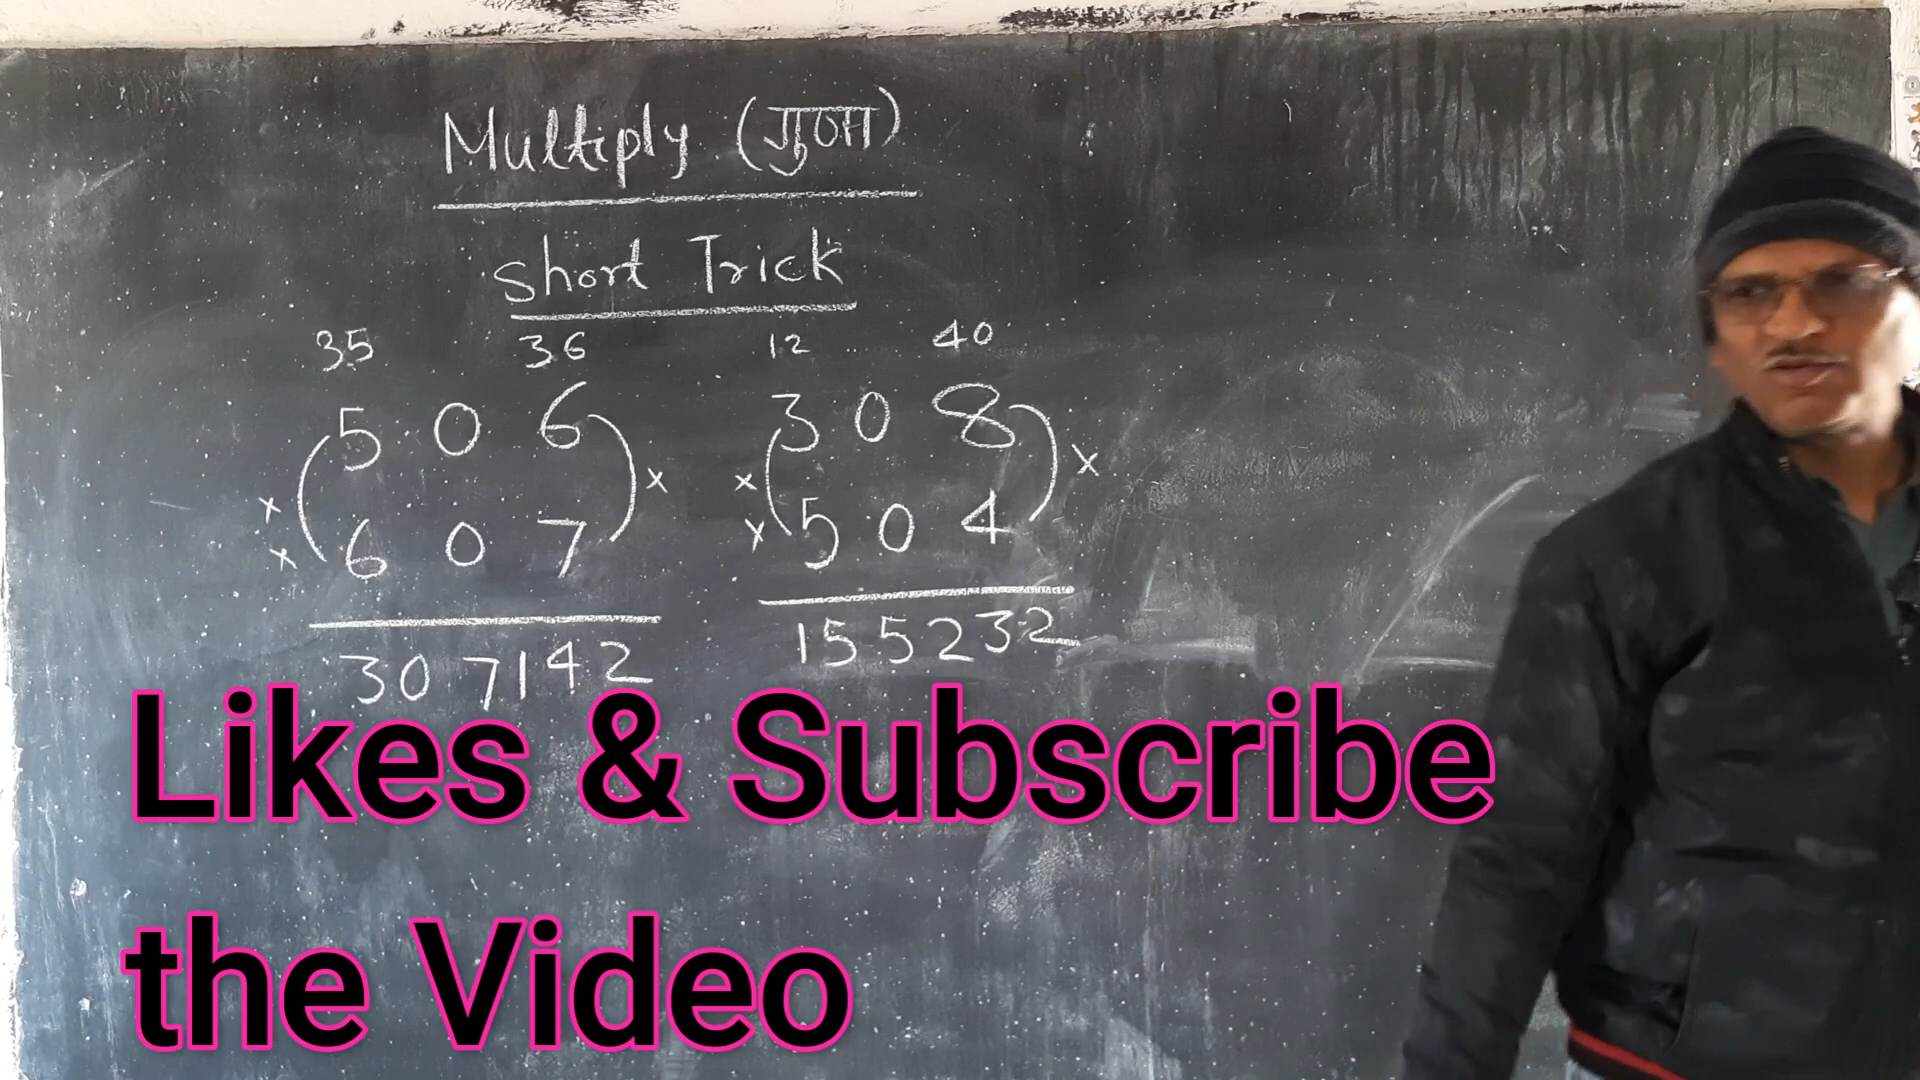 Multiply (गुणा)
Short Trick
35 36 12 40
5 0 6 x 3 0 8 x
x x 6 0 7 x x 5 0 4
307142 155232
Likes & Subscribe
the Video